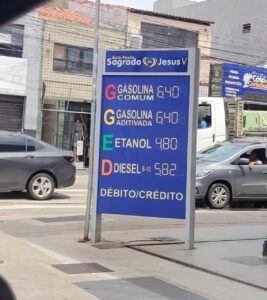 Auto Posto
Sagrado Jesus V
GASOLINA
COMUM 6,40
GASOLINA
ADITIVADA 6,40
ETANOL 4,80
DIESEL S-10 5,82
DÉBITO/CRÉDITO